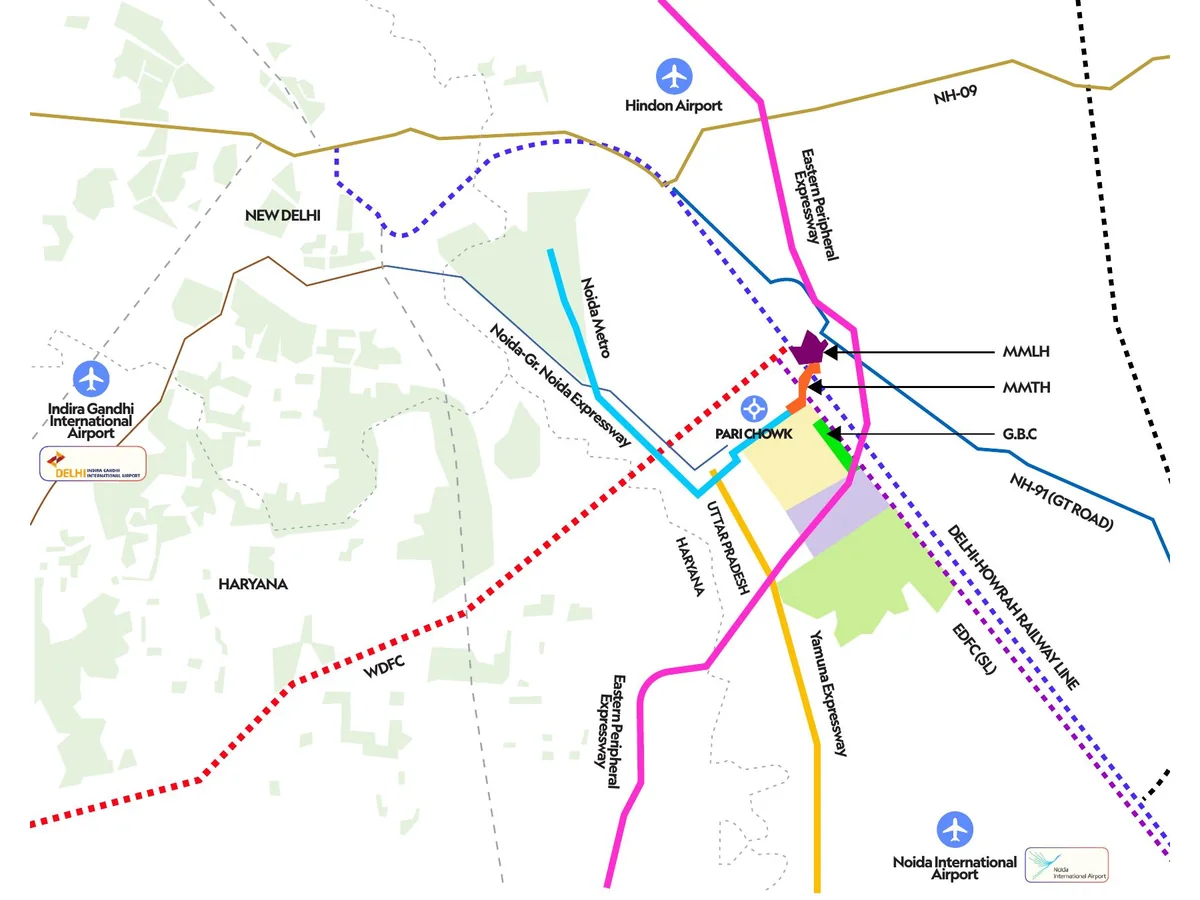 Hindon Airport
NH-09
Eastern Peripheral
Expressway
NEW DELHI
Noida Metro
Noida-Gr. Noida Expressway
MMLH
MMTH
G.B.C
PARI CHOWK
Indira Gandhi
International
Airport
DELHI
INDIRA GANDHI
INTERNATIONAL AIRPORT
NH-91 (GT ROAD)
UTTAR PRADESH
HARYANA
HARYANA
DELHI-HOWRAH RAILWAY LINE
EDFC (SL)
WDFC
Yamuna Expressway
Eastern Peripheral
Expressway
Noida International
Airport
Noida
International Airport